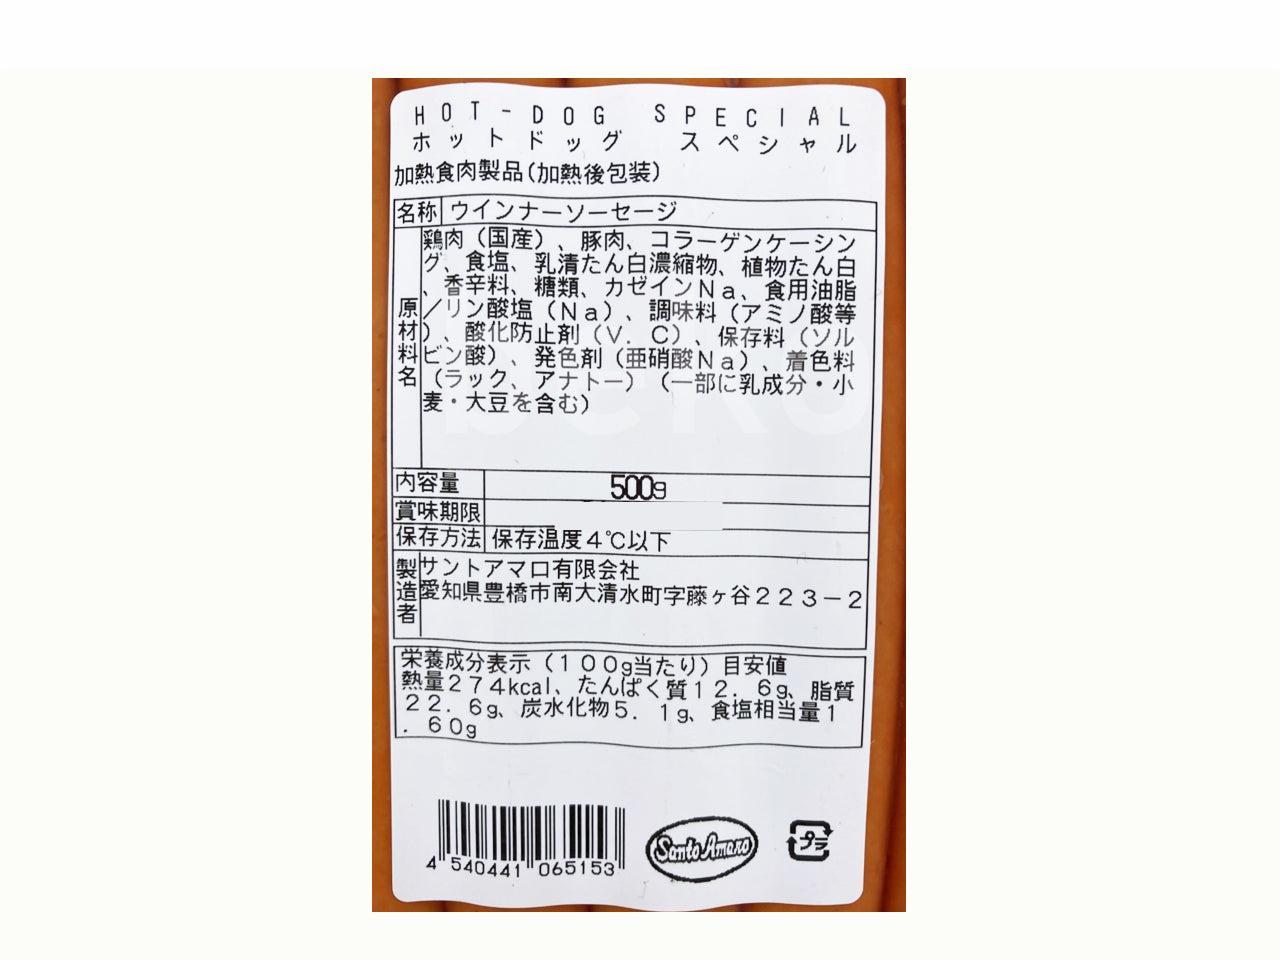 HOT-DOG SPECIAL
ホットドッグ スペシャル
加熱食肉製品(加熱後包装)
名称 ウインナーソーセージ
原材料名
鶏肉(国産)、豚肉、コラーゲンケーシン
グ、食塩、乳清たん白濃縮物、植物たん白
、香辛料、糖類、カゼインNa、食用油脂
/リン酸塩(Na)、調味料(アミノ酸等
)、酸化防止剤(V.C)、保存料(ソル
ビン酸)、発色剤(亜硝酸Na)、着色料
(ラック、アナトー)(一部に乳成分・小
麦・大豆を含む)
内容量 500g
賞味期限
保存方法 保存温度4℃以下
製造者
サントアマロ有限会社
愛知県豊橋市南大清水町字藤ヶ谷223-2
栄養成分表示(100g当たり)目安値
熱量274kcal、たんぱく質12.6g、脂質
22.6g、炭水化物5.1g、食塩相当量1
.60g
4 540441 065153
Santo Amaro
プラ